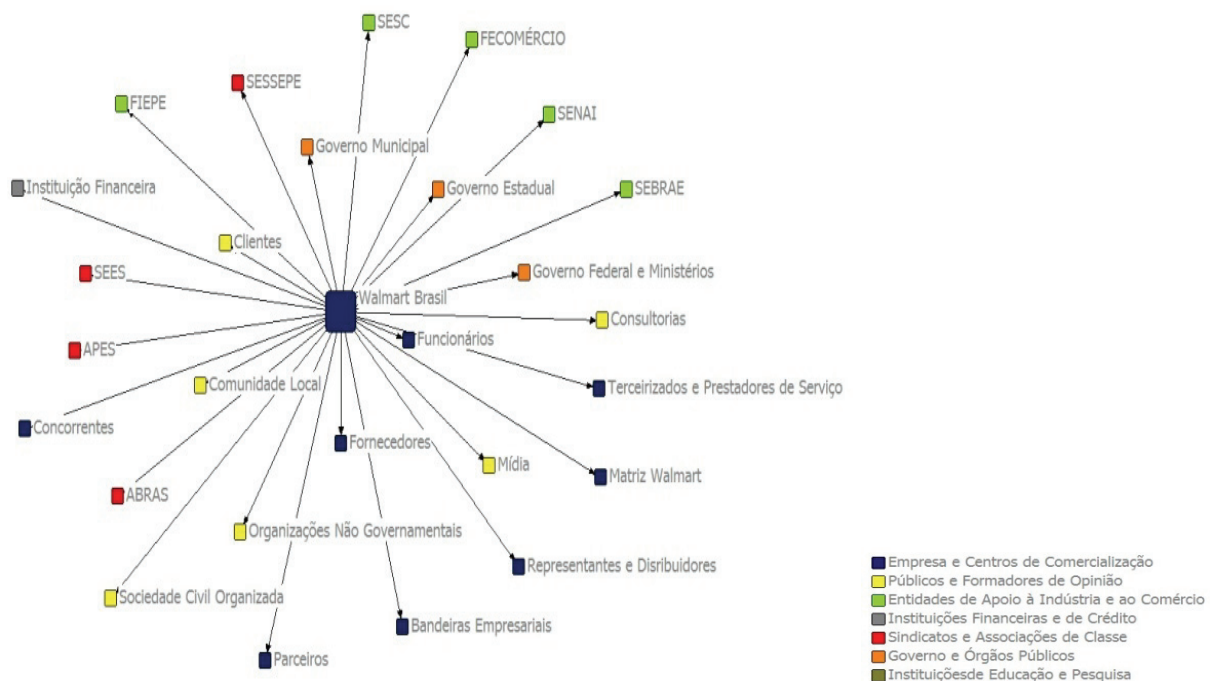 SESC
FECOMÉRCIO
SESSEPE
FIEPE
SENAI
Governo Municipal
Instituição Financeira
Governo Estadual
SEBRAE
Clientes
SEES
Governo Federal e Ministérios
Walmart Brasil
Consultorias
Funcionários
APES
Comunidade Local
Terceirizados e Prestadores de Serviço
Concorrentes
Fornecedores
Mídia
Matriz Walmart
ABRAS
Organizações Não Governamentais
Representantes e Disribuidores
Sociedade Civil Organizada
Bandeiras Empresariais
Parceiros
Empresa e Centros de Comercialização
Públicos e Formadores de Opinião
Entidades de Apoio à Indústria e ao Comércio
Instituições Financeiras e de Crédito
Sindicatos e Associações de Classe
Governo e Órgãos Públicos
Instituiçõesde Educação e Pesquisa